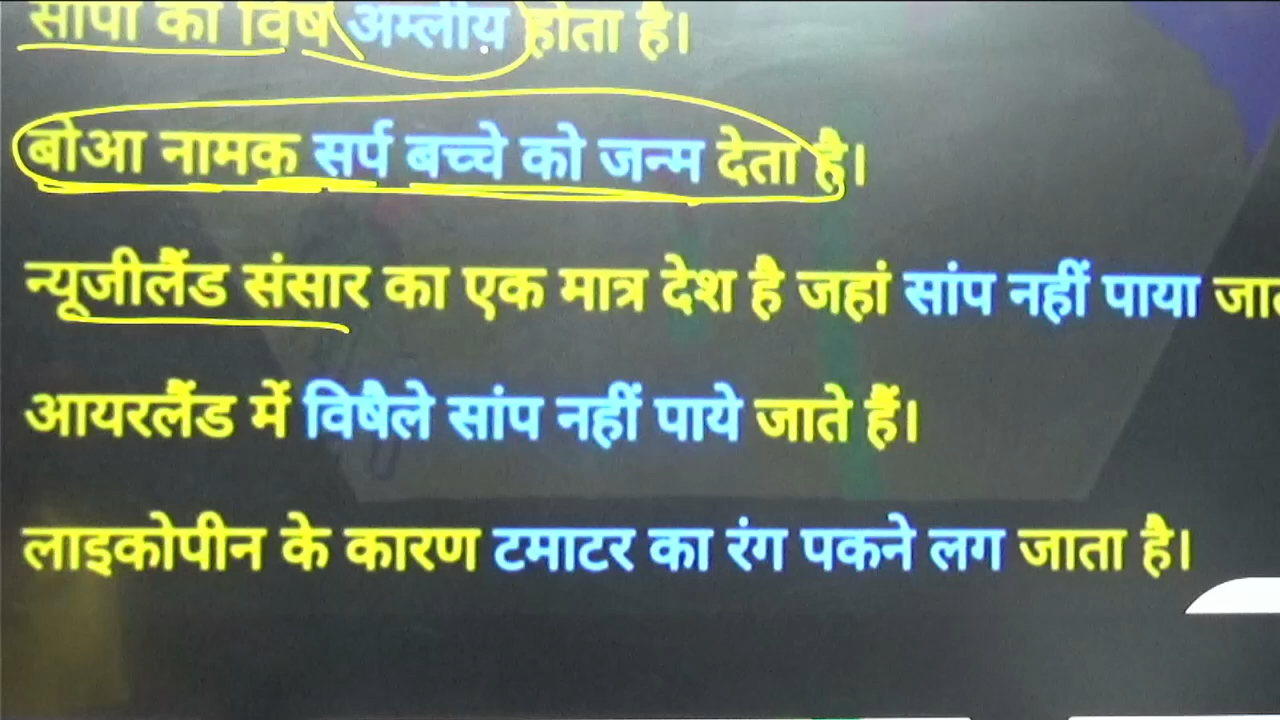 सांपों का विष अम्लीय होता है।
बोआ नामक सर्प बच्चे को जन्म देता है।
न्यूजीलैंड संसार का एक मात्र देश है जहां सांप नहीं पाया
आयरलैंड में विषैले सांप नहीं पाये जाते हैं।
लाइकोपीन के कारण टमाटर का रंग पकने लग जाता है।